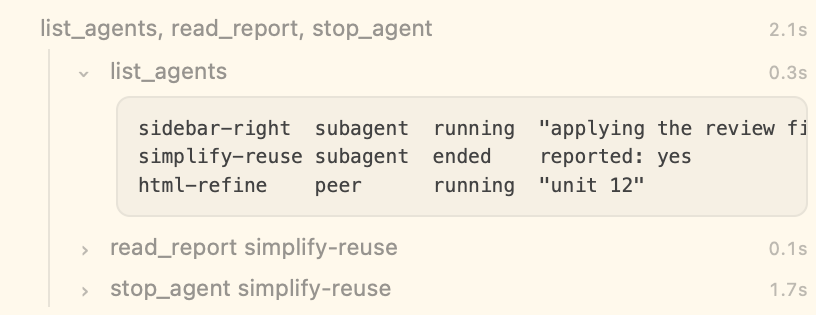 list_agents, read_report, stop_agent 2.1s
list_agents 0.3s
sidebar-right subagent running "applying the review fi
simplify-reuse subagent ended reported: yes
html-refine peer running "unit 12"
read_report simplify-reuse 0.1s
stop_agent simplify-reuse 1.7s